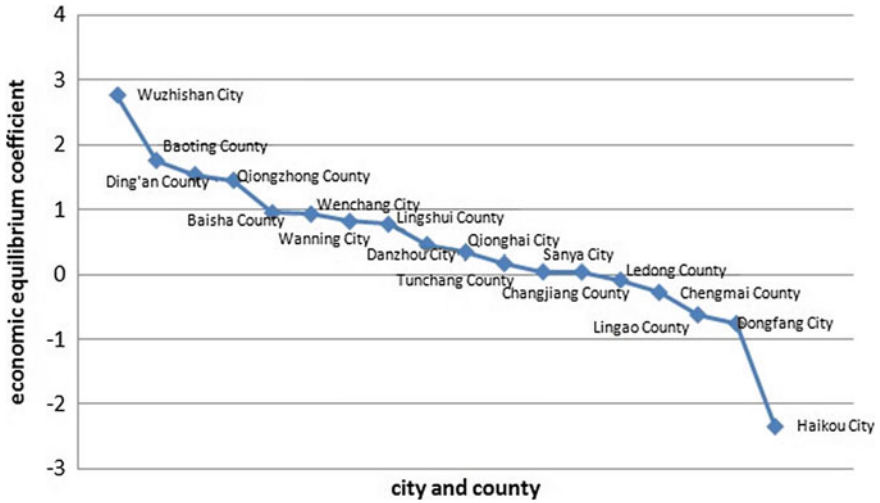 4
3
2
1
0
-1
-2
-3
economic equilibrium coefficient
Wuzhishan City
Baoting County
Ding'an County
Qiongzhong County
Baisha County
Wenchang City
Wanning City
Lingshui County
Danzhou City
Qionghai City
Tunchang County
Sanya City
Changjiang County
Ledong County
Chengmai County
Lingao County
Dongfang City
Haikou City
city and county